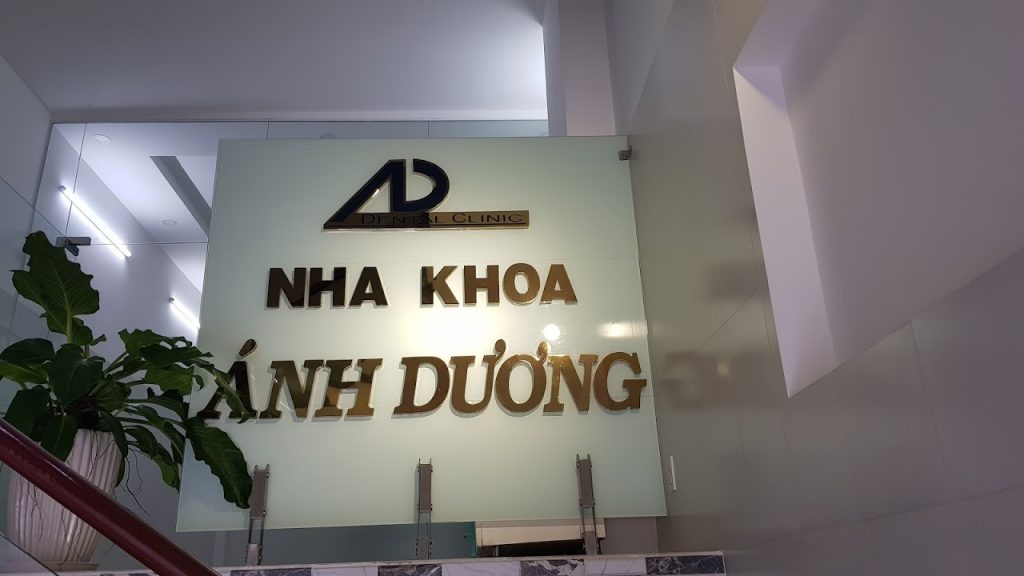 AD
DENTAL CLINIC
NHA KHOA
ÁNH DƯƠNG